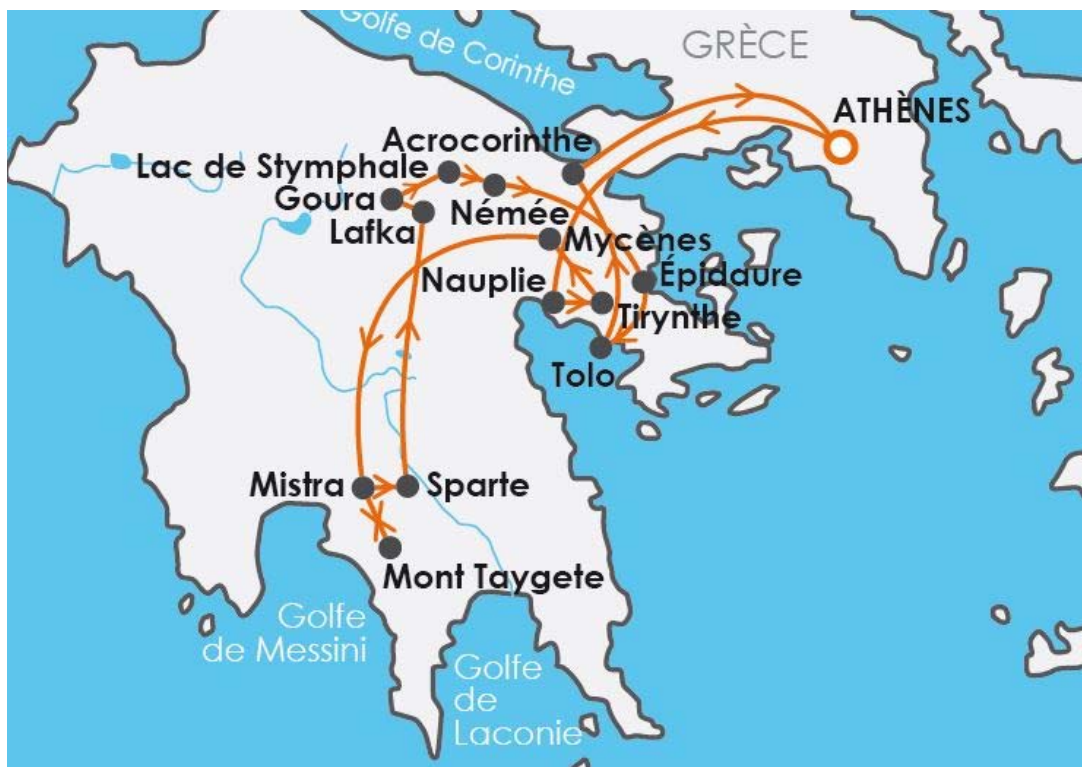 Golfe de Corinthe
GRÈCE
ATHÈNES
Acrocorinthe
Lac de Stymphale
Goura
Némée
Lafka
Mycènes
Nauplie
Épidaure
Tirynthe
Tolo
Mistra
Sparte
Mont Taygete
Golfe
de Messini
Golfe
de
Laconie